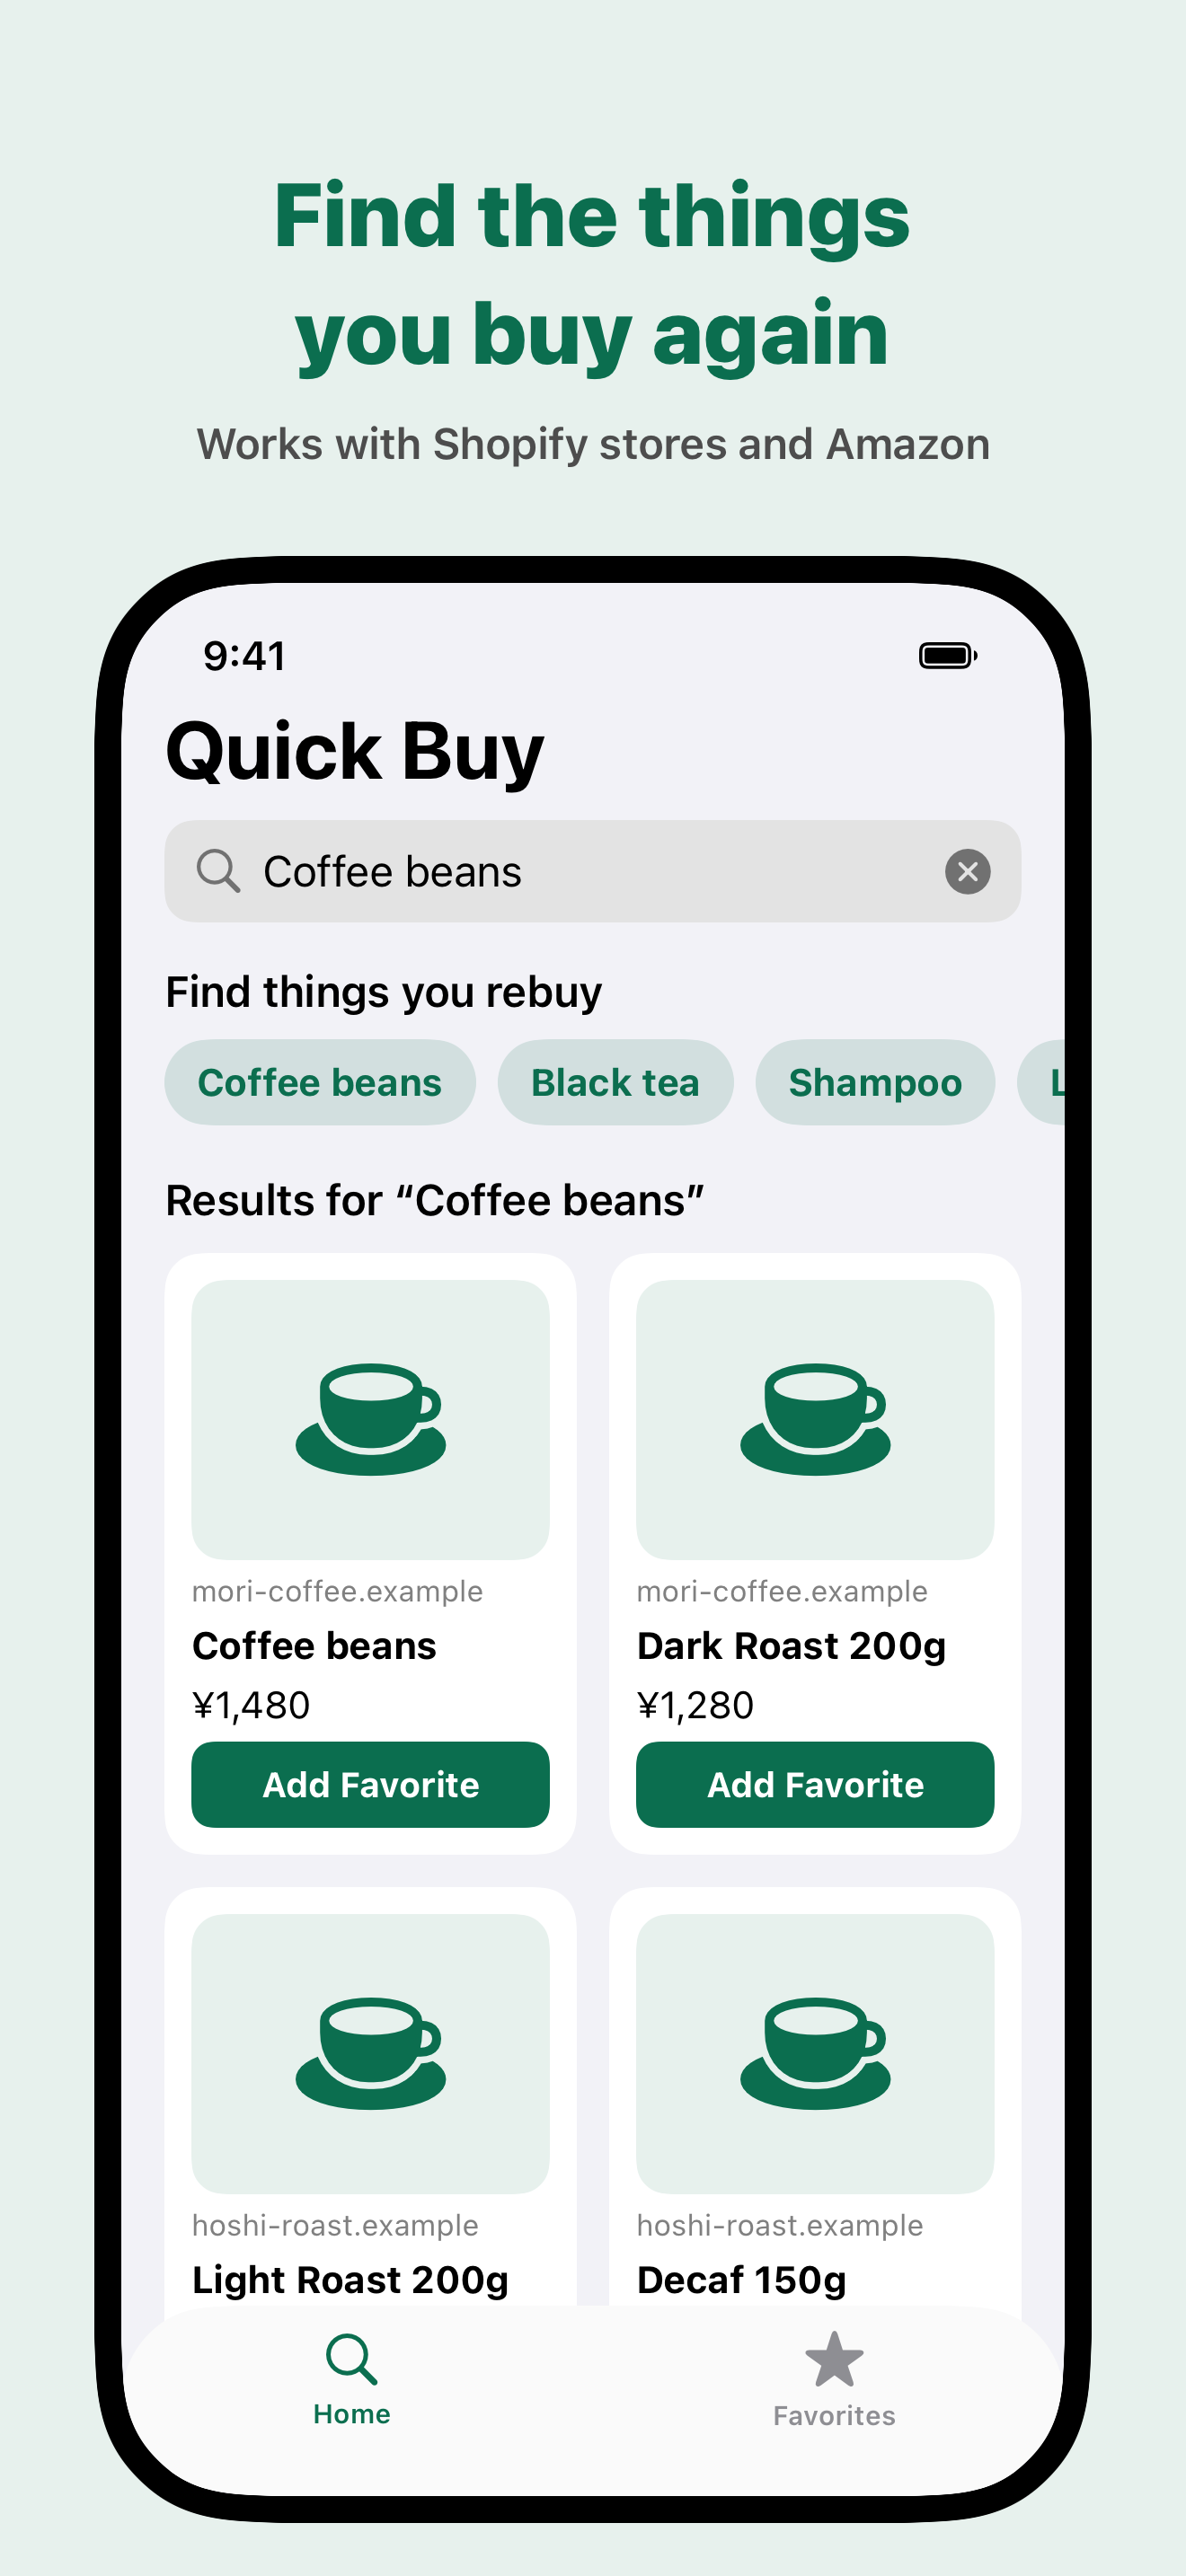 Find the things
you buy again
Works with Shopify stores and Amazon
9:41
Quick Buy
Coffee beans
Find things you rebuy
Coffee beans
Black tea
Shampoo
L
Results for “Coffee beans”
mori-coffee.example
Coffee beans
¥1,480
Add Favorite
mori-coffee.example
Dark Roast 200g
¥1,280
Add Favorite
hoshi-roast.example
Light Roast 200g
hoshi-roast.example
Decaf 150g
Home
Favorites